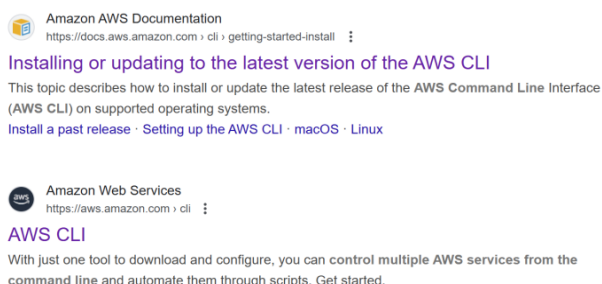 Amazon AWS Documentation
https://docs.aws.amazon.com › cli › getting-started-install
Installing or updating to the latest version of the AWS CLI
This topic describes how to install or update the latest release of the AWS Command Line Interface
(AWS CLI) on supported operating systems.
Install a past release · Setting up the AWS CLI · macOS · Linux
aws
Amazon Web Services
https://aws.amazon.com › cli
AWS CLI
With just one tool to download and configure, you can control multiple AWS services from the
command line and automate them through scripts. Get started.